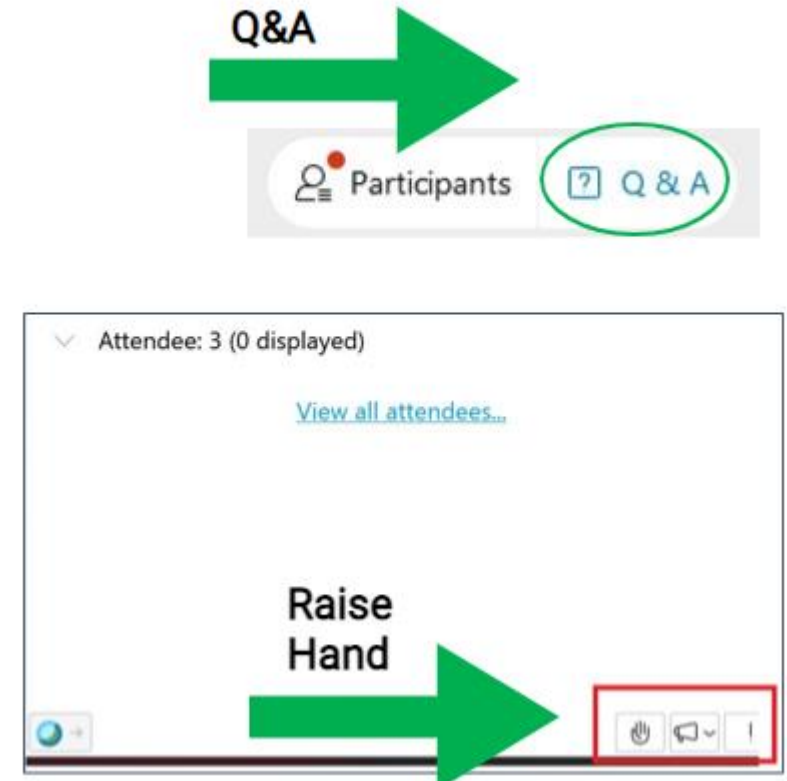 Q&A
Participants
Q & A
Attendee: 3 (0 displayed)
View all attendees...
Raise
Hand